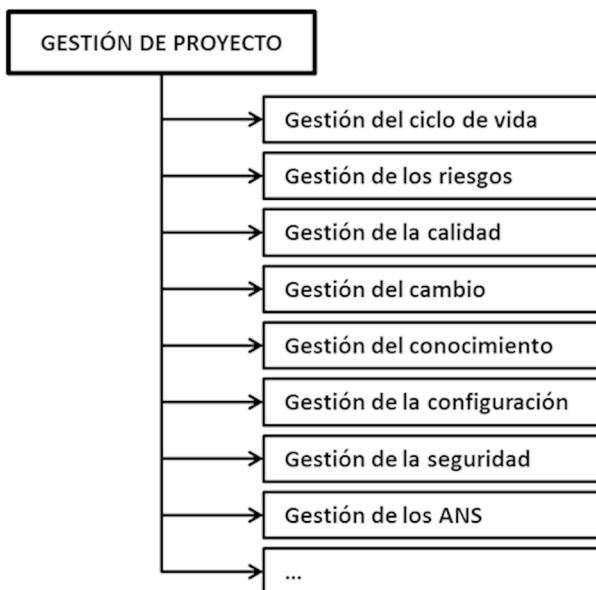 GESTIÓN DE PROYECTO
Gestión del ciclo de vida
Gestión de los riesgos
Gestión de la calidad
Gestión del cambio
Gestión del conocimiento
Gestión de la configuración
Gestión de la seguridad
Gestión de los ANS
...